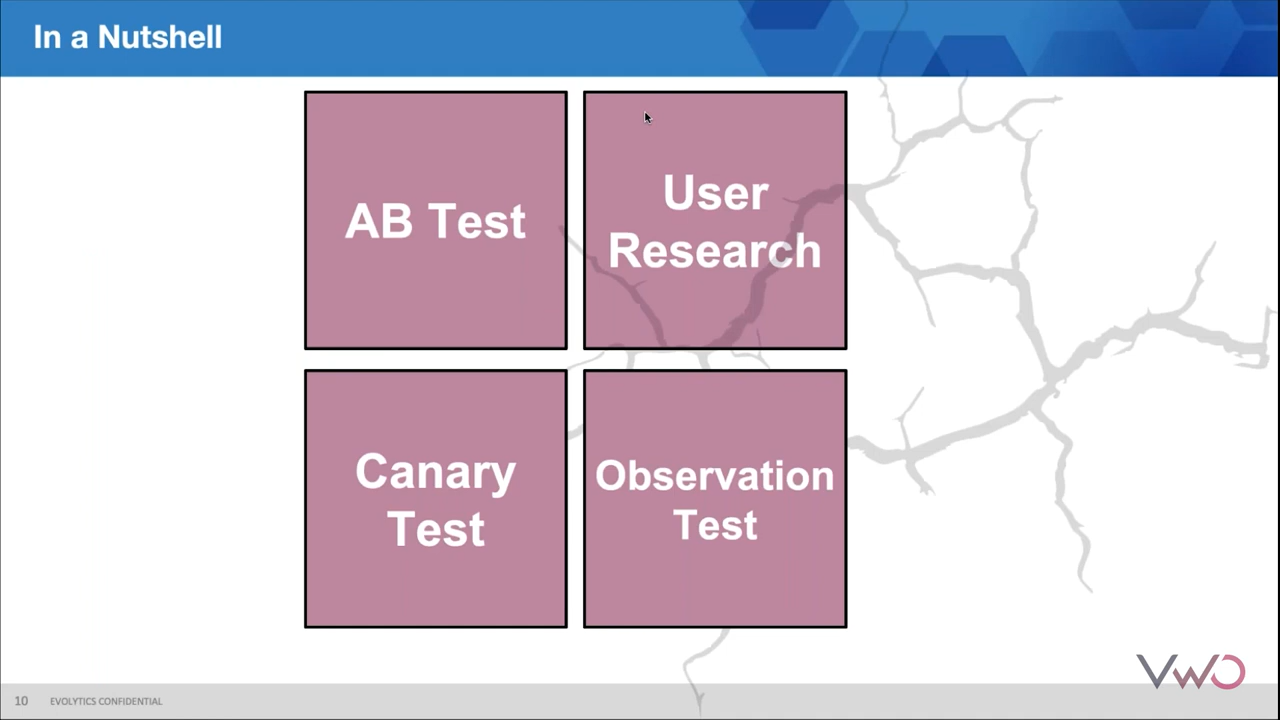 In a Nutshell
AB Test
User
Research
Canary
Test
Observation
Test
VWO
10
EVOLYTICS CONFIDENTIAL